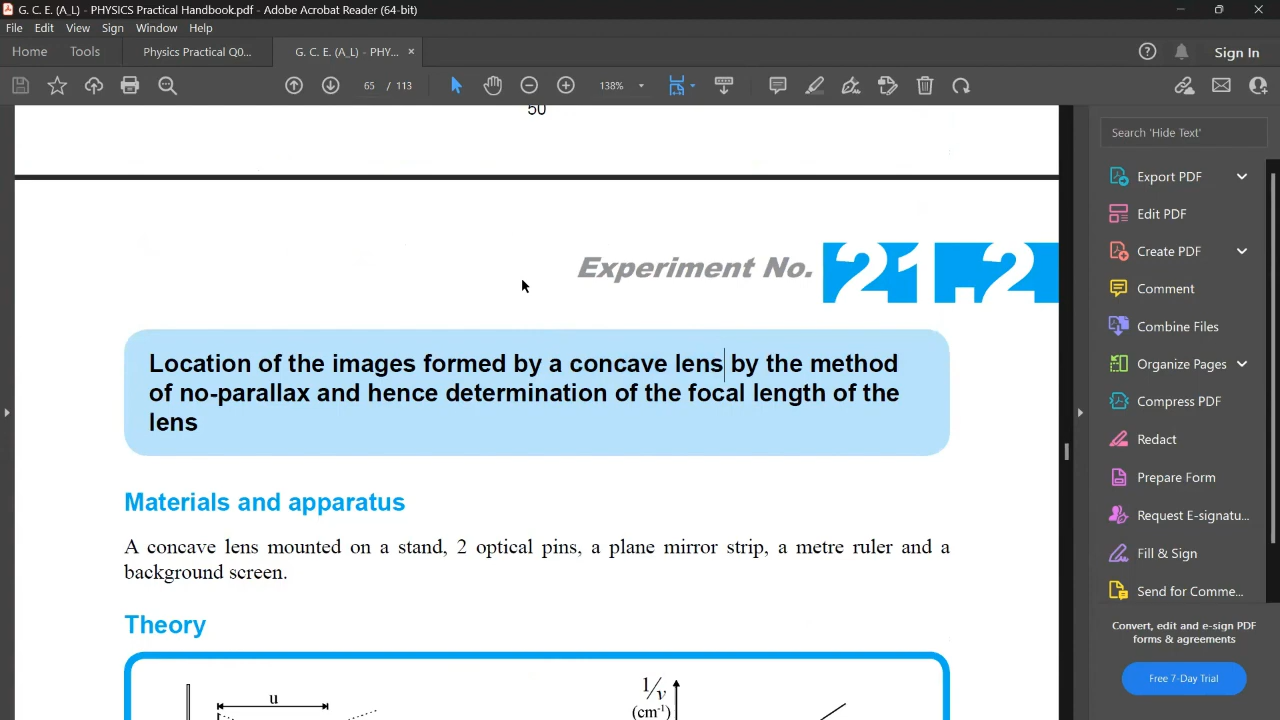 G. C. E. (A_L) - PHYSICS Practical Handbook.pdf - Adobe Acrobat Reader (64-bit)
File Edit View Sign Window Help
Home Tools Physics Practical Q0... G. C. E. (A_L) - PHY... × Sign In
65 / 113 138%
50
Experiment No. 21.2
Location of the images formed by a concave lens by the method
of no-parallax and hence determination of the focal length of the
lens
Materials and apparatus
A concave lens mounted on a stand, 2 optical pins, a plane mirror strip, a metre ruler and a
background screen.
Theory
u
1/v
(cm⁻¹)
Search 'Hide Text'
Export PDF
Edit PDF
Create PDF
Comment
Combine Files
Organize Pages
Compress PDF
Redact
Prepare Form
Request E-signatu...
Fill & Sign
Send for Comme...
Convert, edit and e-sign PDF
forms & agreements
Free 7-Day Trial